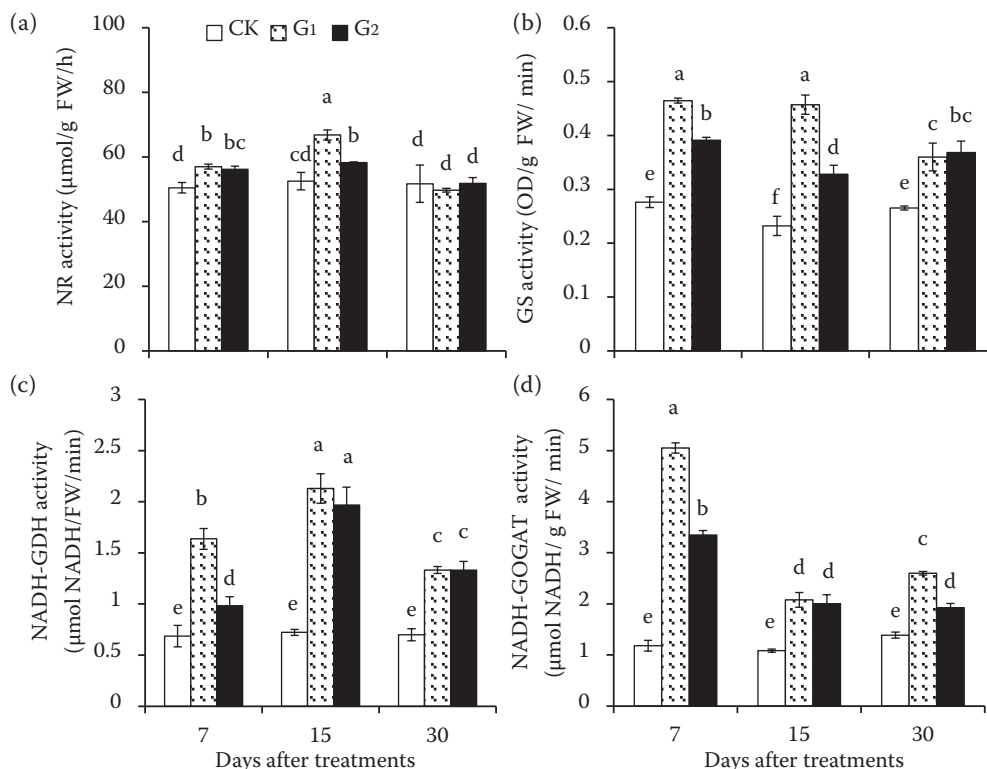 (a)
CK G1 G2
NR activity (µmol/g FW/h)
100
80
60
40
20
0
d b bc
cd a b
d d d
(b)
GS activity (OD/g FW/ min)
0.6
0.5
0.4
0.3
0.2
0.1
0
e a b
f a d
e c bc
(c)
NADH-GDH activity
(µmol NADH/FW/min)
3
2.5
2
1.5
1
0.5
0
e b d
e a a
e c c
7 15 30
Days after treatments
(d)
NADH-GOGAT activity
(µmol NADH/ g FW/ min)
6
5
4
3
2
1
0
e a b
e d d
e c d
7 15 30
Days after treatments